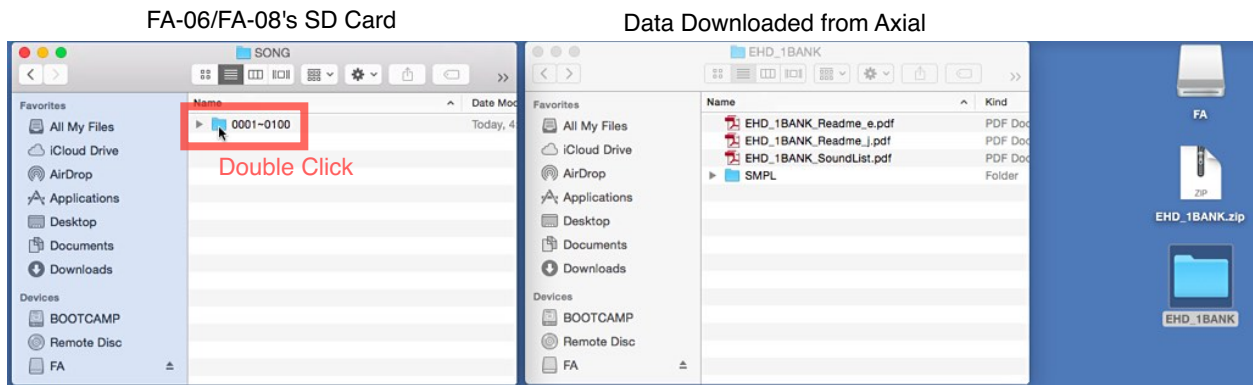 FA-06/FA-08's SD Card
Data Downloaded from Axial
SONG
Favorites
All My Files
iCloud Drive
AirDrop
Applications
Desktop
Documents
Downloads
Devices
BOOTCAMP
Remote Disc
FA
Name
Date Mod
0001~0100
Today, 4:
Double Click
EHD_1BANK
Favorites
All My Files
iCloud Drive
AirDrop
Applications
Desktop
Documents
Downloads
Devices
BOOTCAMP
Remote Disc
FA
Name
Kind
EHD_1BANK_Readme_e.pdf
PDF Doc
EHD_1BANK_Readme_j.pdf
PDF Doc
EHD_1BANK_SoundList.pdf
PDF Doc
SMPL
Folder
FA
ZIP
EHD_1BANK.zip
EHD_1BANK